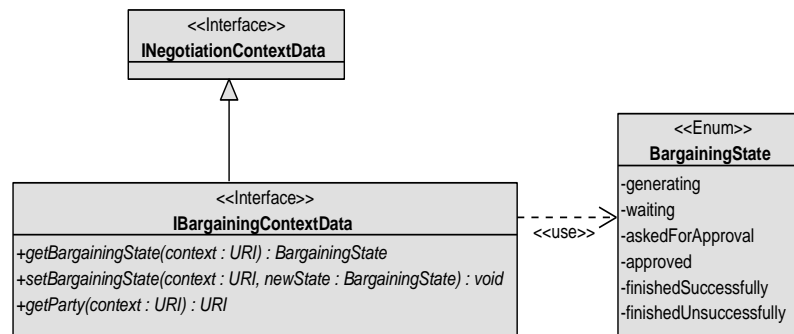 <<Interface>>
INegotiationContextData
<<Interface>>
IBargainingContextData
+getBargainingState(context : URI) : BargainingState
+setBargainingState(context : URI, newState : BargainingState) : void
+getParty(context : URI) : URI
<<use>>
<<Enum>>
BargainingState
-generating
-waiting
-askedForApproval
-approved
-finishedSuccessfully
-finishedUnsuccessfully